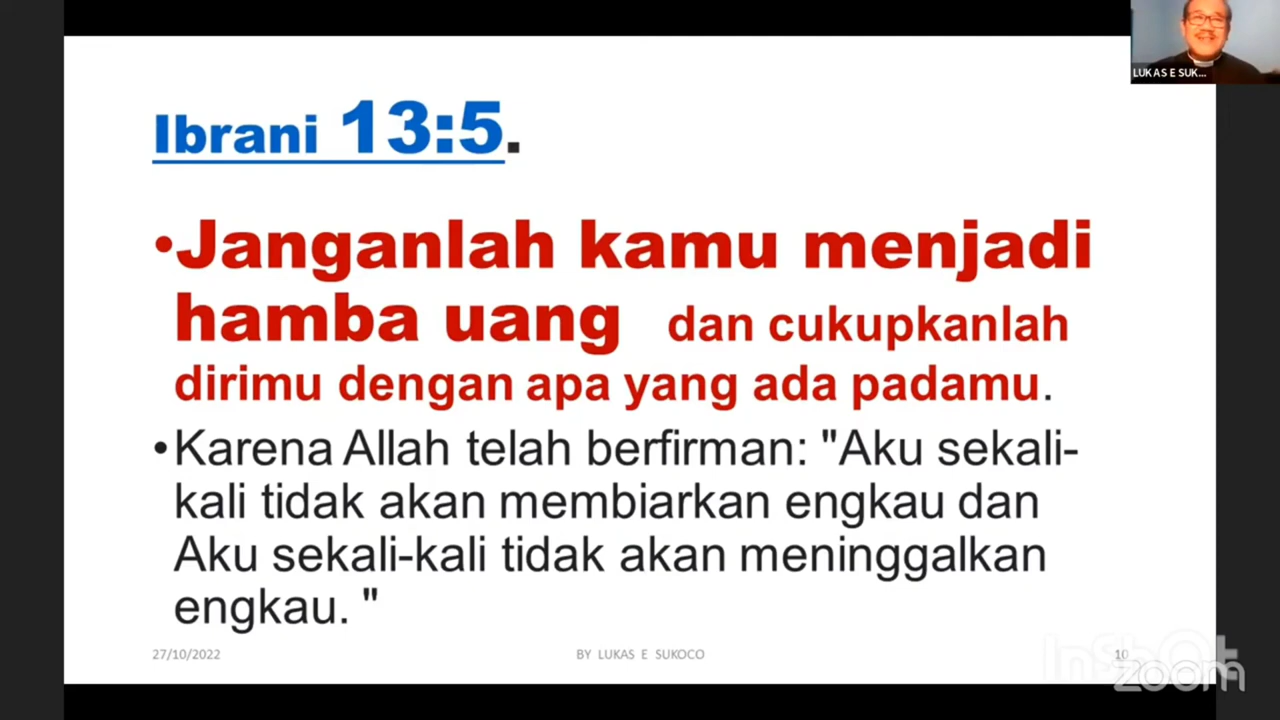 LUKAS E SUK...
Ibrani 13:5.
•Janganlah kamu menjadi
hamba uang dan cukupkanlah
dirimu dengan apa yang ada padamu.
•Karena Allah telah berfirman: "Aku sekali-
kali tidak akan membiarkan engkau dan
Aku sekali-kali tidak akan meninggalkan
engkau. "
27/10/2022 BY LUKAS E SUKOCO 10
InShOt
zoom